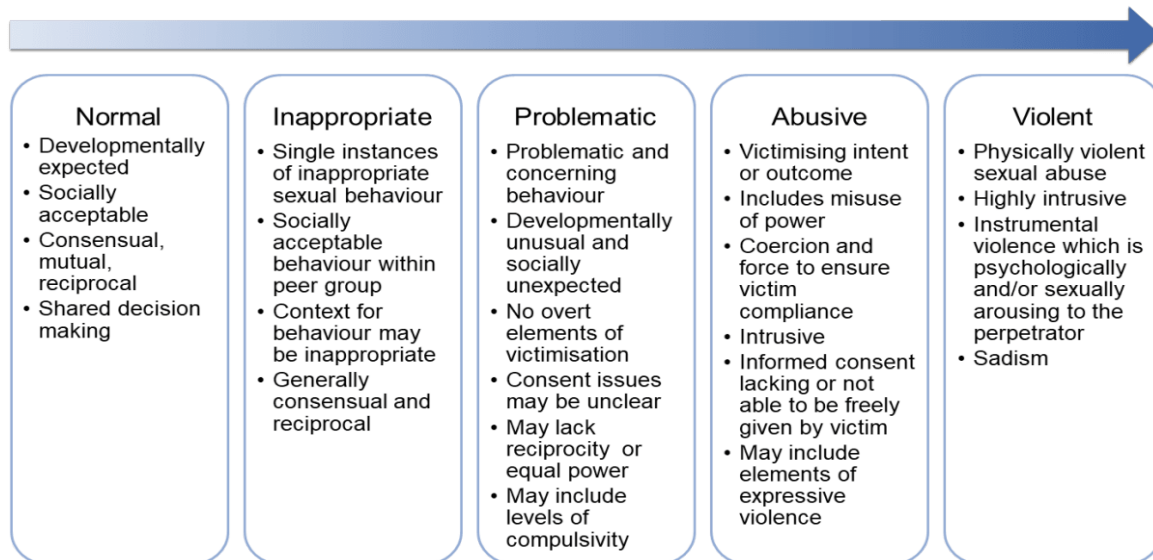 Normal
• Developmentally
expected
• Socially
acceptable
• Consensual,
mutual,
reciprocal
• Shared decision
making
Inappropriate
• Single instances
of inappropriate
sexual behaviour
• Socially
acceptable
behaviour within
peer group
• Context for
behaviour may
be inappropriate
• Generally
consensual and
reciprocal
Problematic
• Problematic and
concerning
behaviour
• Developmentally
unusual and
socially
unexpected
• No overt
elements of
victimisation
• Consent issues
may be unclear
• May lack
reciprocity or
equal power
• May include
levels of
compulsivity
Abusive
• Victimising intent
or outcome
• Includes misuse
of power
• Coercion and
force to ensure
victim
compliance
• Intrusive
• Informed consent
lacking or not
able to be freely
given by victim
• May include
elements of
expressive
violence
Violent
• Physically violent
sexual abuse
• Highly intrusive
• Instrumental
violence which is
psychologically
and/or sexually
arousing to the
perpetrator
• Sadism